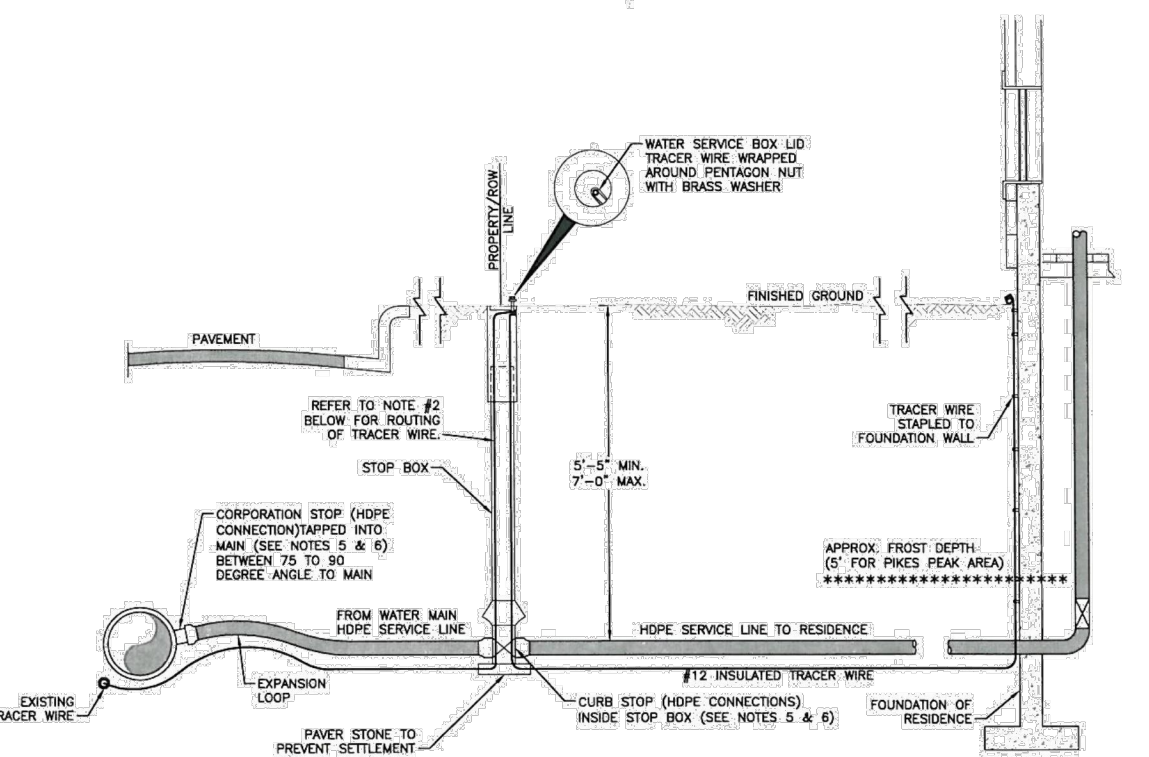 WATER SERVICE BOX LID
TRACER WIRE WRAPPED
AROUND PENTAGON NUT
WITH BRASS WASHER
PROPERTY/ROW
LINE
FINISHED GROUND
PAVEMENT
REFER TO NOTE #2
BELOW FOR ROUTING
OF TRACER WIRE.
TRACER WIRE
STAPLED TO
FOUNDATION WALL
STOP BOX
5'-5" MIN.
7'-0" MAX.
CORPORATION STOP (HDPE
CONNECTION)TAPPED INTO
MAIN (SEE NOTES 5 & 6)
BETWEEN 75 TO 90
DEGREE ANGLE TO MAIN
APPROX. FROST DEPTH
(5' FOR PIKES PEAK AREA)
FROM WATER MAIN
HDPE SERVICE LINE
HDPE SERVICE LINE TO RESIDENCE
#12 INSULATED TRACER WIRE
EXPANSION
LOOP
EXISTING
RACER WIRE
CURB STOP (HDPE CONNECTIONS)
INSIDE STOP BOX (SEE NOTES 5 & 6)
FOUNDATION OF
RESIDENCE
PAVER STONE TO
PREVENT SETTLEMENT